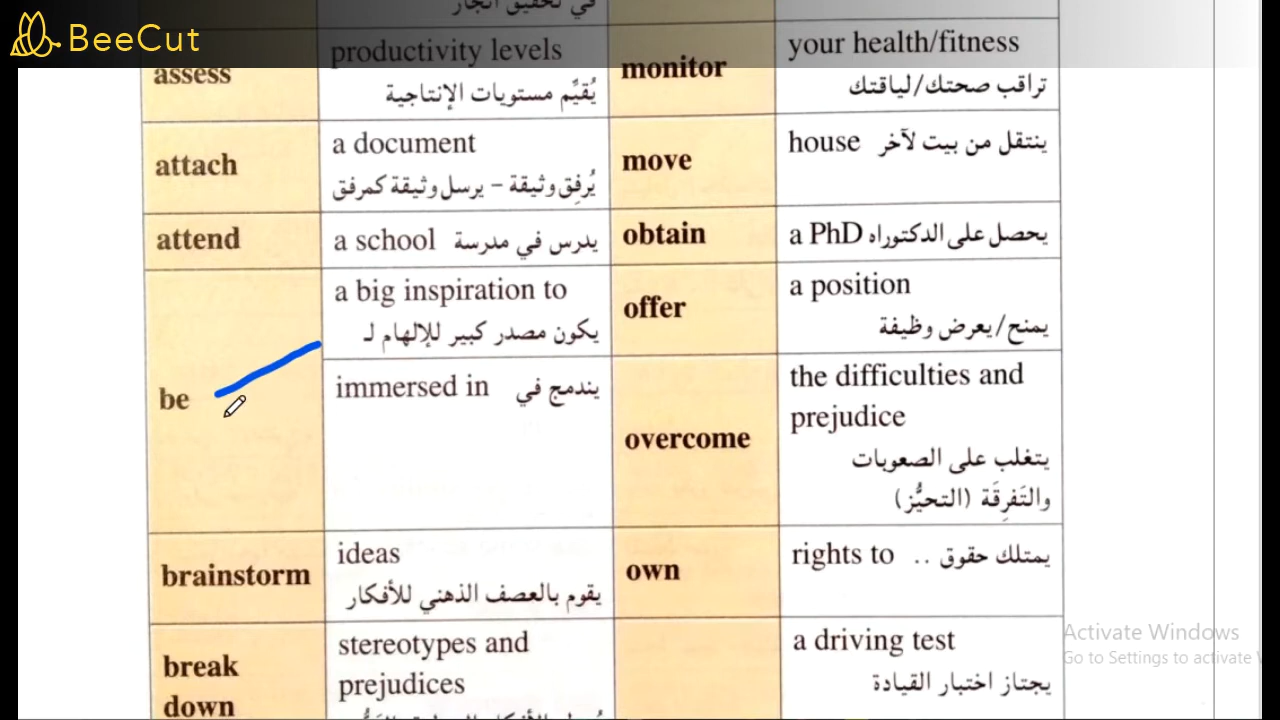 BeeCut
في تحقيق
assess
productivity levels
يُقيِّم مستويات الإنتاجية
monitor
your health/fitness
تراقب صحتك/لياقتك
attach
a document
يُرفِق وثيقة – يرسل وثيقة كمرفق
move
house ينتقل من بيت لآخر
attend
a school يدرس في مدرسة
obtain
a PhD يحصل على الدكتوراه
be
a big inspiration to
يكون مصدر كبير للإلهام لـ
immersed in يندمج في
offer
a position
يمنح/يعرض وظيفة
overcome
the difficulties and
prejudice
يتغلب على الصعوبات
والتَفرِقَة (التحيُّز)
brainstorm
ideas
يقوم بالعصف الذهني للأفكار
own
rights to يمتلك حقوق ..
break
down
stereotypes and
prejudices
a driving test
يجتاز اختبار القيادة
Activate Windows
Go to Settings to activate